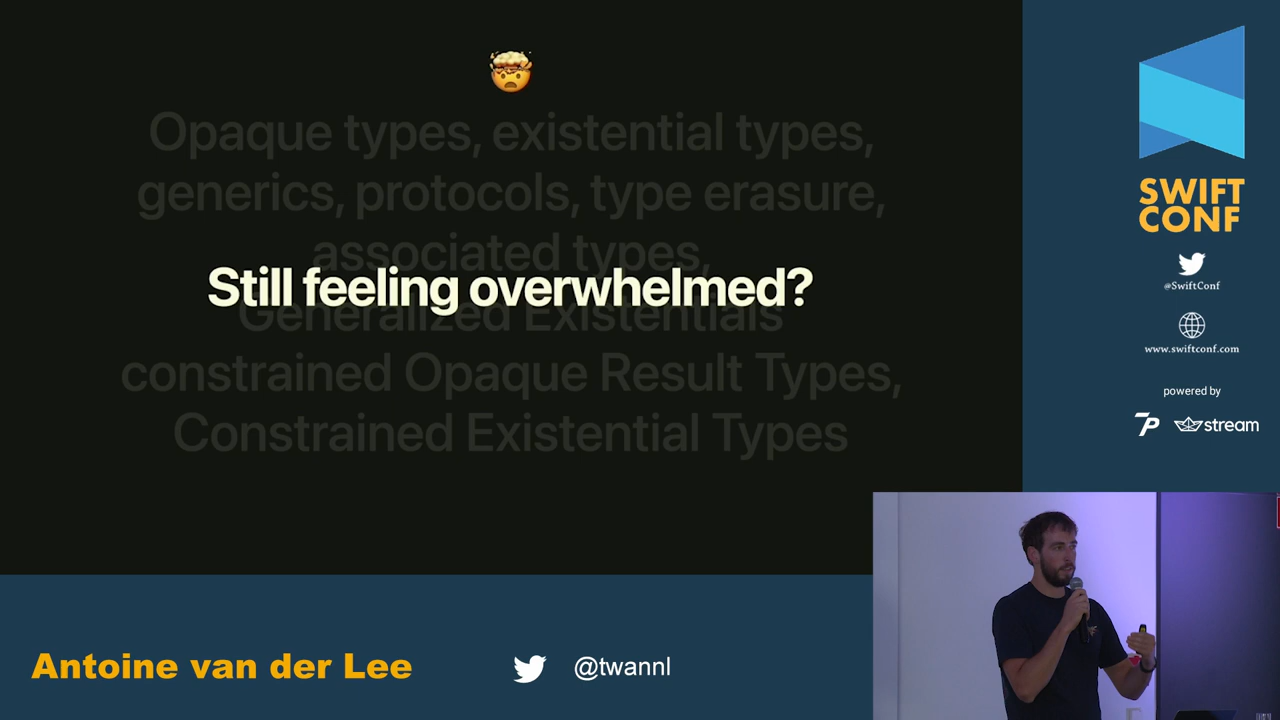 Opaque types, existential types,
generics, protocols, type erasure,
associated types,
Still feeling overwhelmed?
Generalized Existentials
constrained Opaque Result Types,
Constrained Existential Types
SWIFT
CONF
@SwiftConf
www.swiftconf.com
powered by
7P stream
Antoine van der Lee
@twannl